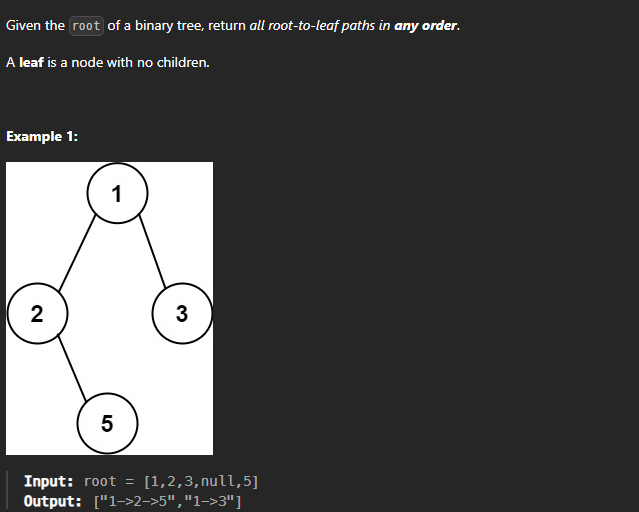 Given the root of a binary tree, return all root-to-leaf paths in any order.
A leaf is a node with no children.
Example 1:
1
2
3
5
Input: root = [1,2,3,null,5]
Output: ["1->2->5","1->3"]